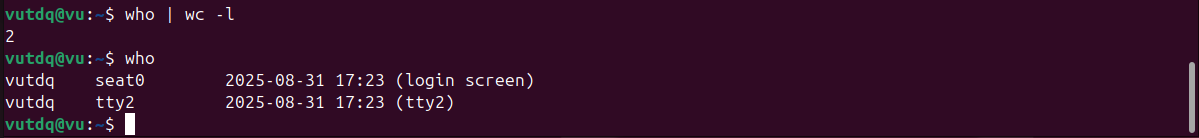 vutdq@vu:~$ who | wc -l
2
vutdq@vu:~$ who
vutdq    seat0        2025-08-31 17:23 (login screen)
vutdq    tty2         2025-08-31 17:23 (tty2)
vutdq@vu:~$